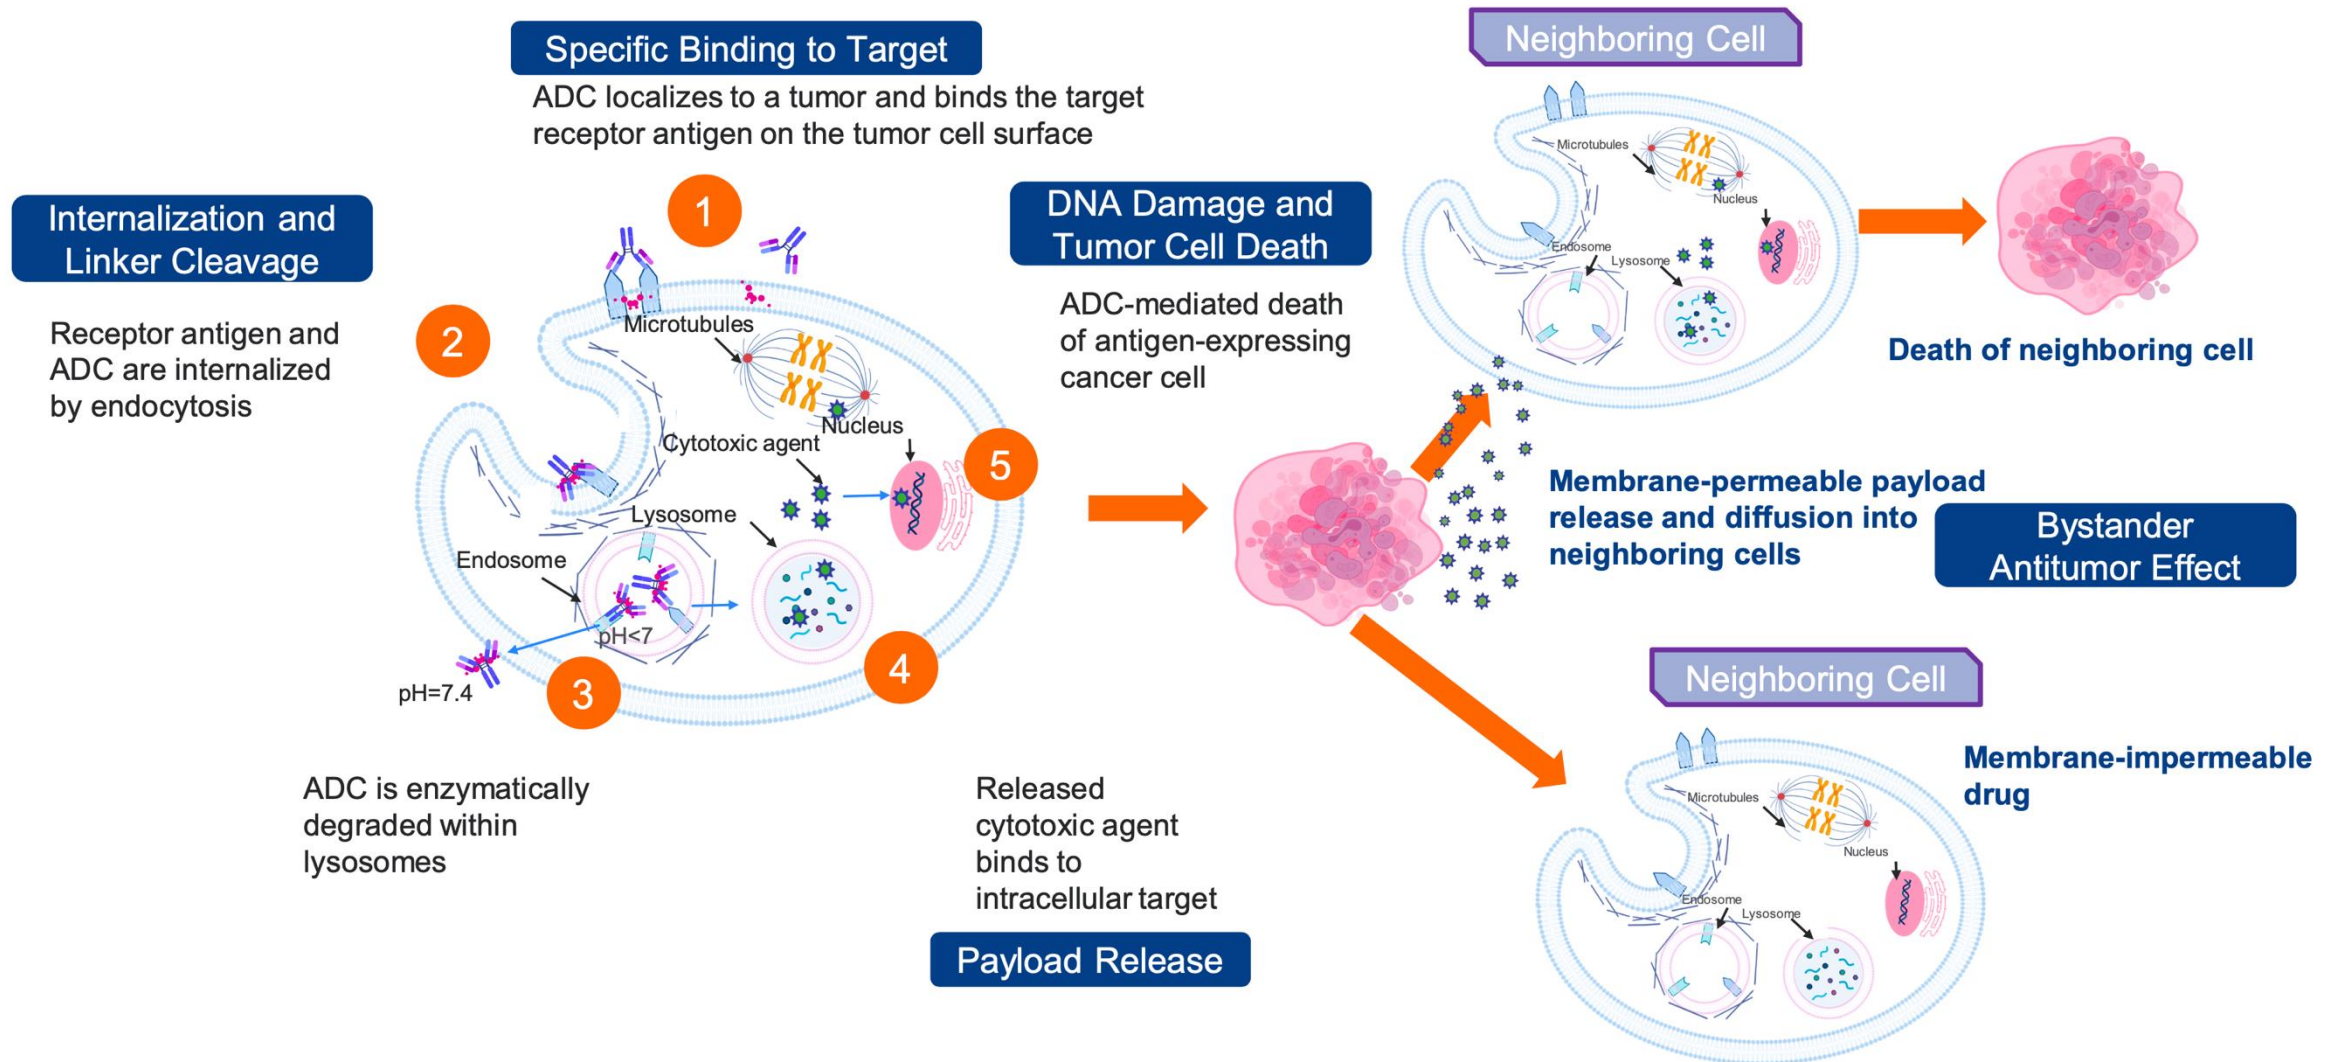 Specific Binding to Target
ADC localizes to a tumor and binds the target
receptor antigen on the tumor cell surface
1
Internalization and
Linker Cleavage
Receptor antigen and
ADC are internalized
by endocytosis
2
Microtubules
Nucleus
Cytotoxic agent
Lysosome
Endosome
pH<7
pH=7.4
3
ADC is enzymatically
degraded within
lysosomes
4
Released
cytotoxic agent
binds to
intracellular target
Payload Release
5
DNA Damage and
Tumor Cell Death
ADC-mediated death
of antigen-expressing
cancer cell
Neighboring Cell
Microtubules
Nucleus
Endosome
Lysosome
Death of neighboring cell
Membrane-permeable payload
release and diffusion into
neighboring cells
Bystander
Antitumor Effect
Neighboring Cell
Membrane-impermeable
drug
Microtubules
Nucleus
Endosome
Lysosome